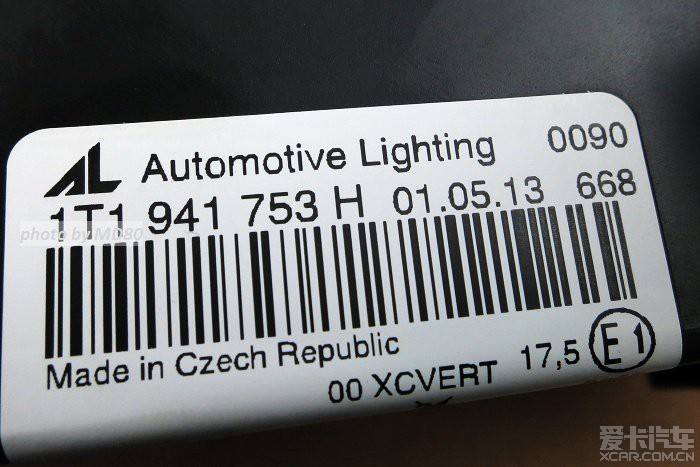 AL Automotive Lighting 0090
1T1 941 753 H 01.05.13 668
photo by MD80
Made in Czech Republic
00 XCVERT 17,5 E1
爱卡汽车
XCAR.COM.CN